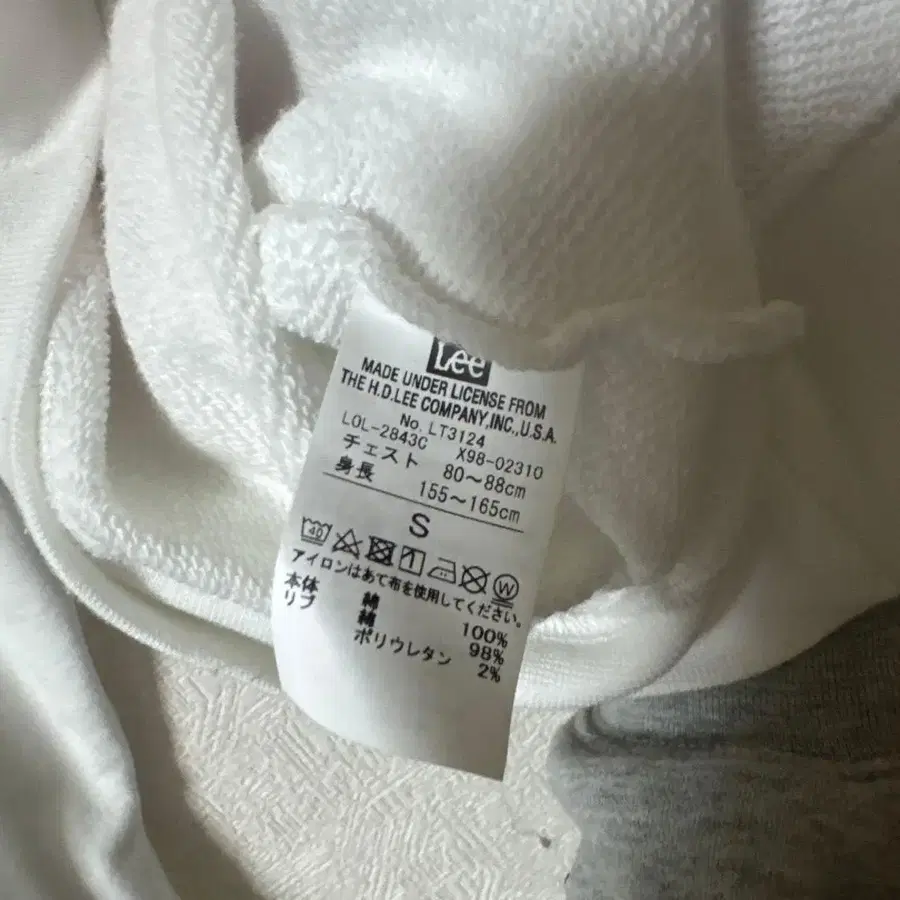 Lee
MADE UNDER LICENSE FROM
THE H.D.LEE COMPANY,INC.,U.S.A.
No. LT3124
LOL-2843C X98-02310
チェスト 80～88cm
身長 155～165cm
S
40 1 W
アイロンはあて布を使用してください。
本体 綿 100%
リブ 綿 98%
ポリウレタン 2%